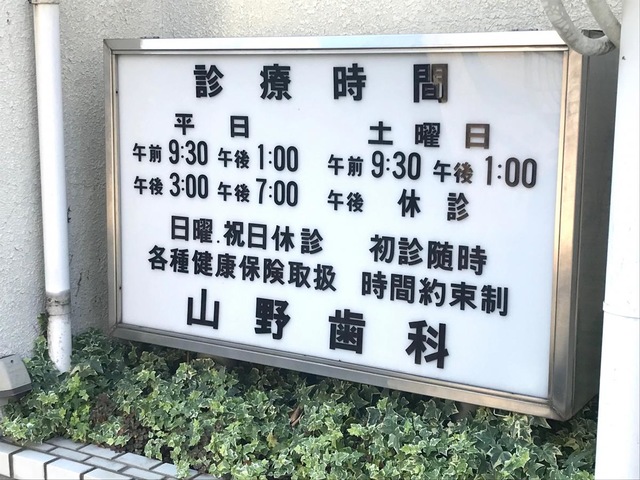 診療時間
平日 土曜日
午前 9:30 午後 1:00 午前 9:30 午後 1:00
午後 3:00 午後 7:00 午後 休診
日曜.祝日休診 初診随時
各種健康保険取扱 時間約束制
山野歯科